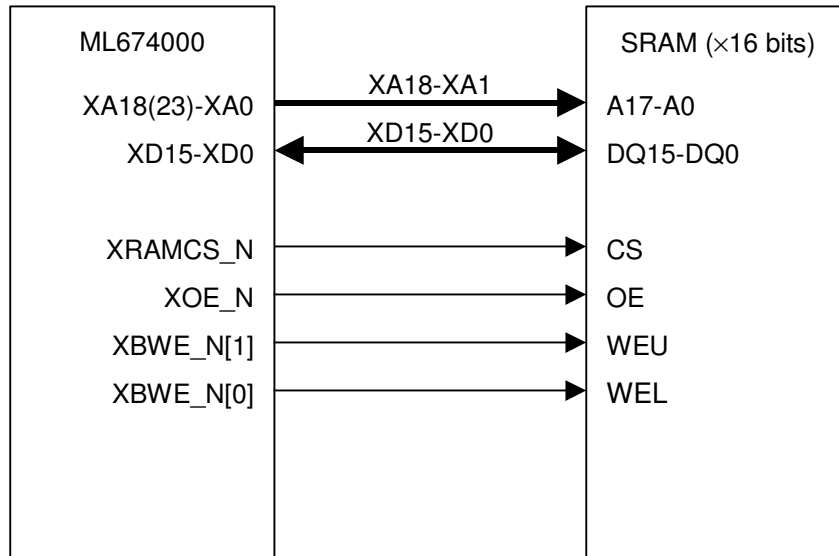 ML674000 SRAM (×16 bits)
XA18-XA1
XA18(23)-XA0 A17-A0
XD15-XD0
XD15-XD0 DQ15-DQ0
XRAMCS_N CS
XOE_N OE
XBWE_N[1] WEU
XBWE_N[0] WEL